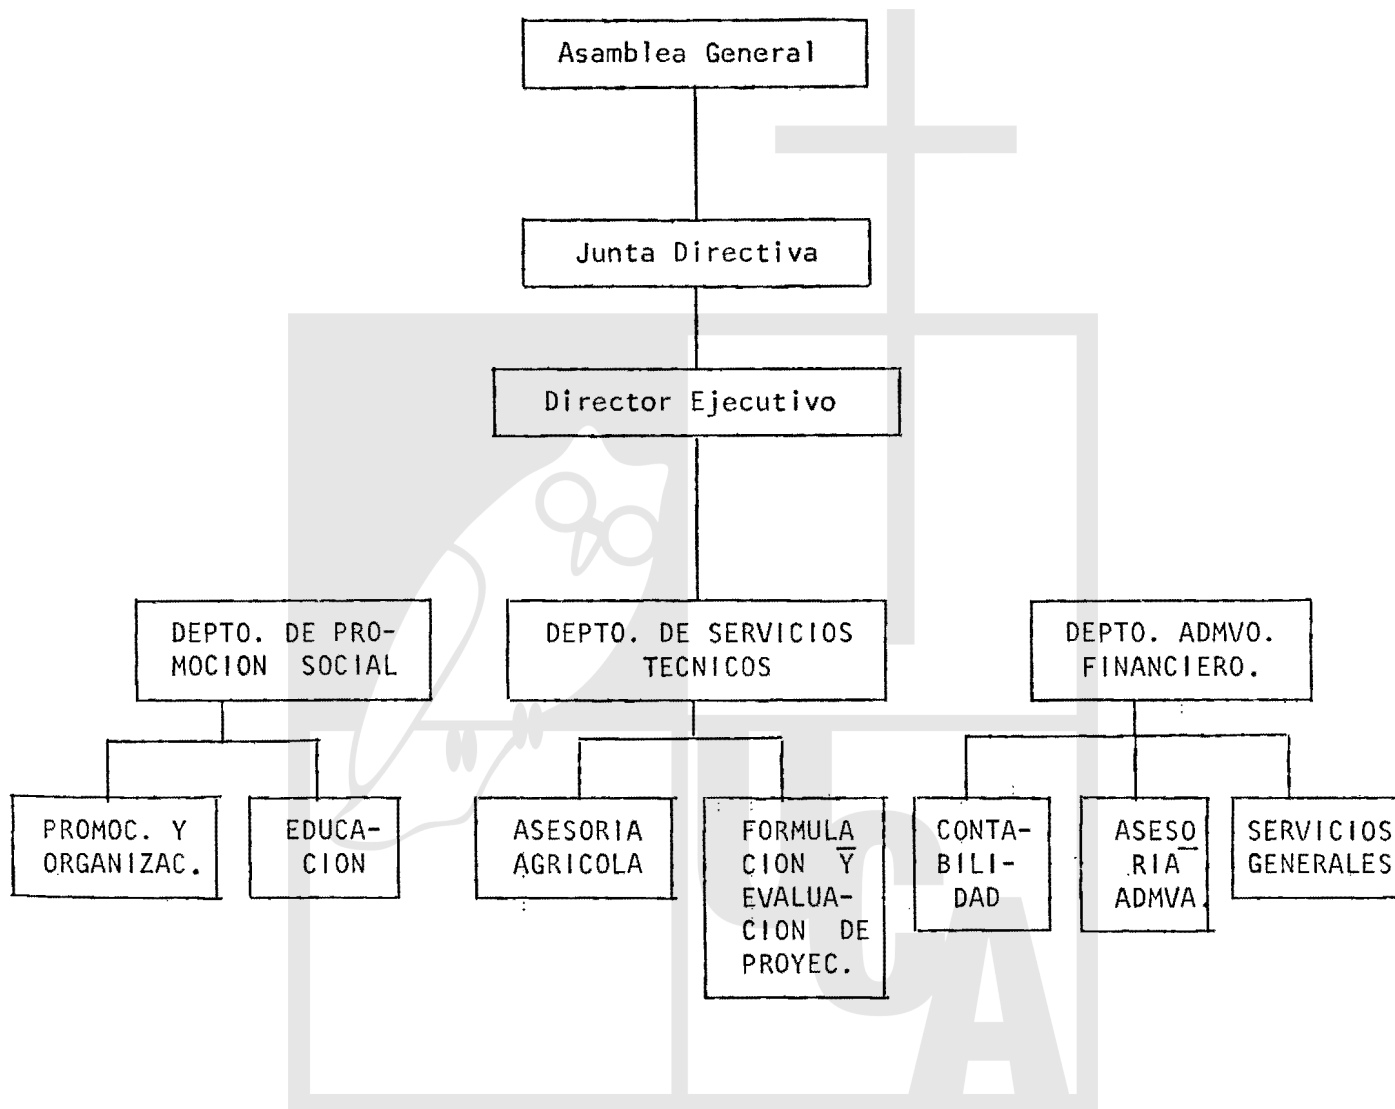 Asamblea General
Junta Directiva
Director Ejecutivo
DEPTO. DE PRO-
MOCION SOCIAL
DEPTO. DE SERVICIOS
TECNICOS
DEPTO. ADMVO.
FINANCIERO.
PROMOC. Y
ORGANIZAC.
EDUCA-
CION
ASESORIA
AGRICOLA
FORMULA
CION Y
EVALUA-
CION DE
PROYEC.
CONTA-
BILI-
DAD
ASESO
RIA
ADMVA.
SERVICIOS
GENERALES
UCA